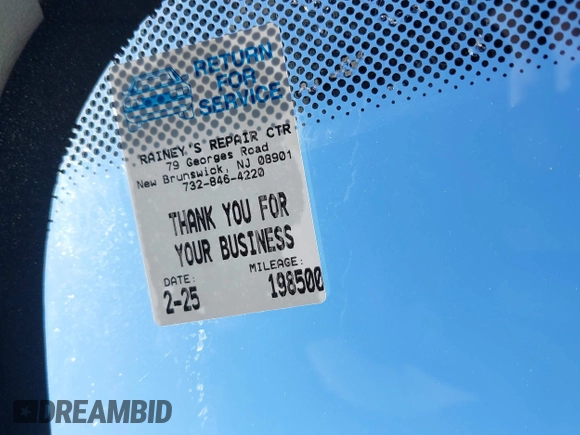 RETURN
FOR
SERVICE
RAINEY'S REPAIR CTR
79 Georges Road
New Brunswick, NJ 08901
732-846-4220
THANK YOU FOR
YOUR BUSINESS
DATE: MILEAGE:
2-25 198500
DREAMBID